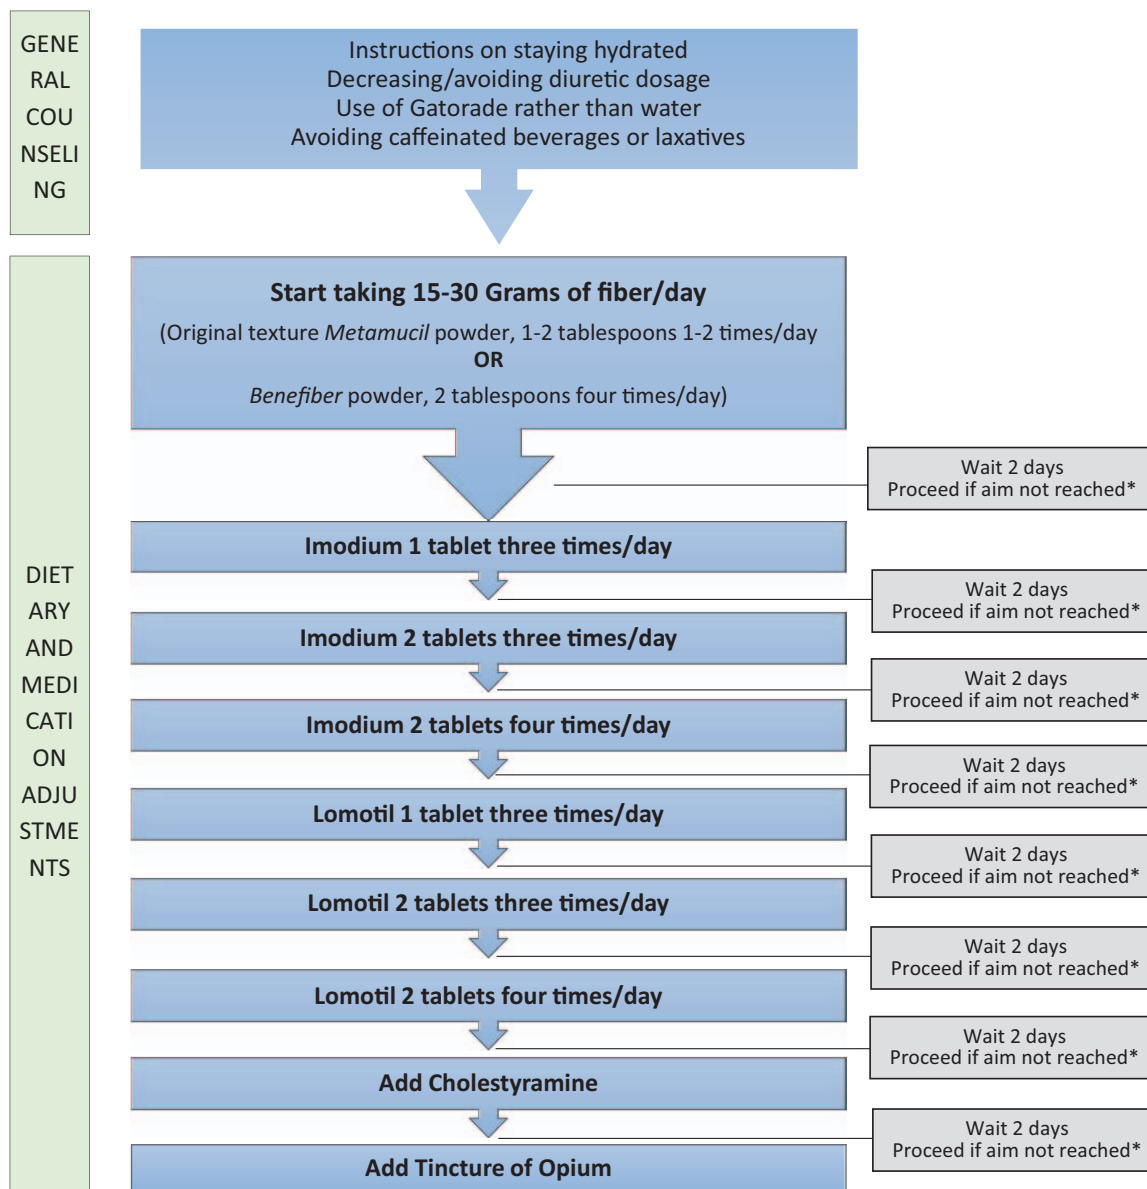 GENE
RAL
COU
NSELI
NG
Instructions on staying hydrated
Decreasing/avoiding diuretic dosage
Use of Gatorade rather than water
Avoiding caffeinated beverages or laxatives
DIET
ARY
AND
MEDI
CATI
ON
ADJU
STME
NTS
Start taking 15-30 Grams of fiber/day
(Original texture Metamucil powder, 1-2 tablespoons 1-2 times/day
OR
Benefiber powder, 2 tablespoons four times/day)
Wait 2 days
Proceed if aim not reached*
Imodium 1 tablet three times/day
Wait 2 days
Proceed if aim not reached*
Imodium 2 tablets three times/day
Wait 2 days
Proceed if aim not reached*
Imodium 2 tablets four times/day
Wait 2 days
Proceed if aim not reached*
Lomotil 1 tablet three times/day
Wait 2 days
Proceed if aim not reached*
Lomotil 2 tablets three times/day
Wait 2 days
Proceed if aim not reached*
Lomotil 2 tablets four times/day
Wait 2 days
Proceed if aim not reached*
Add Cholestyramine
Wait 2 days
Proceed if aim not reached*
Add Tincture of Opium